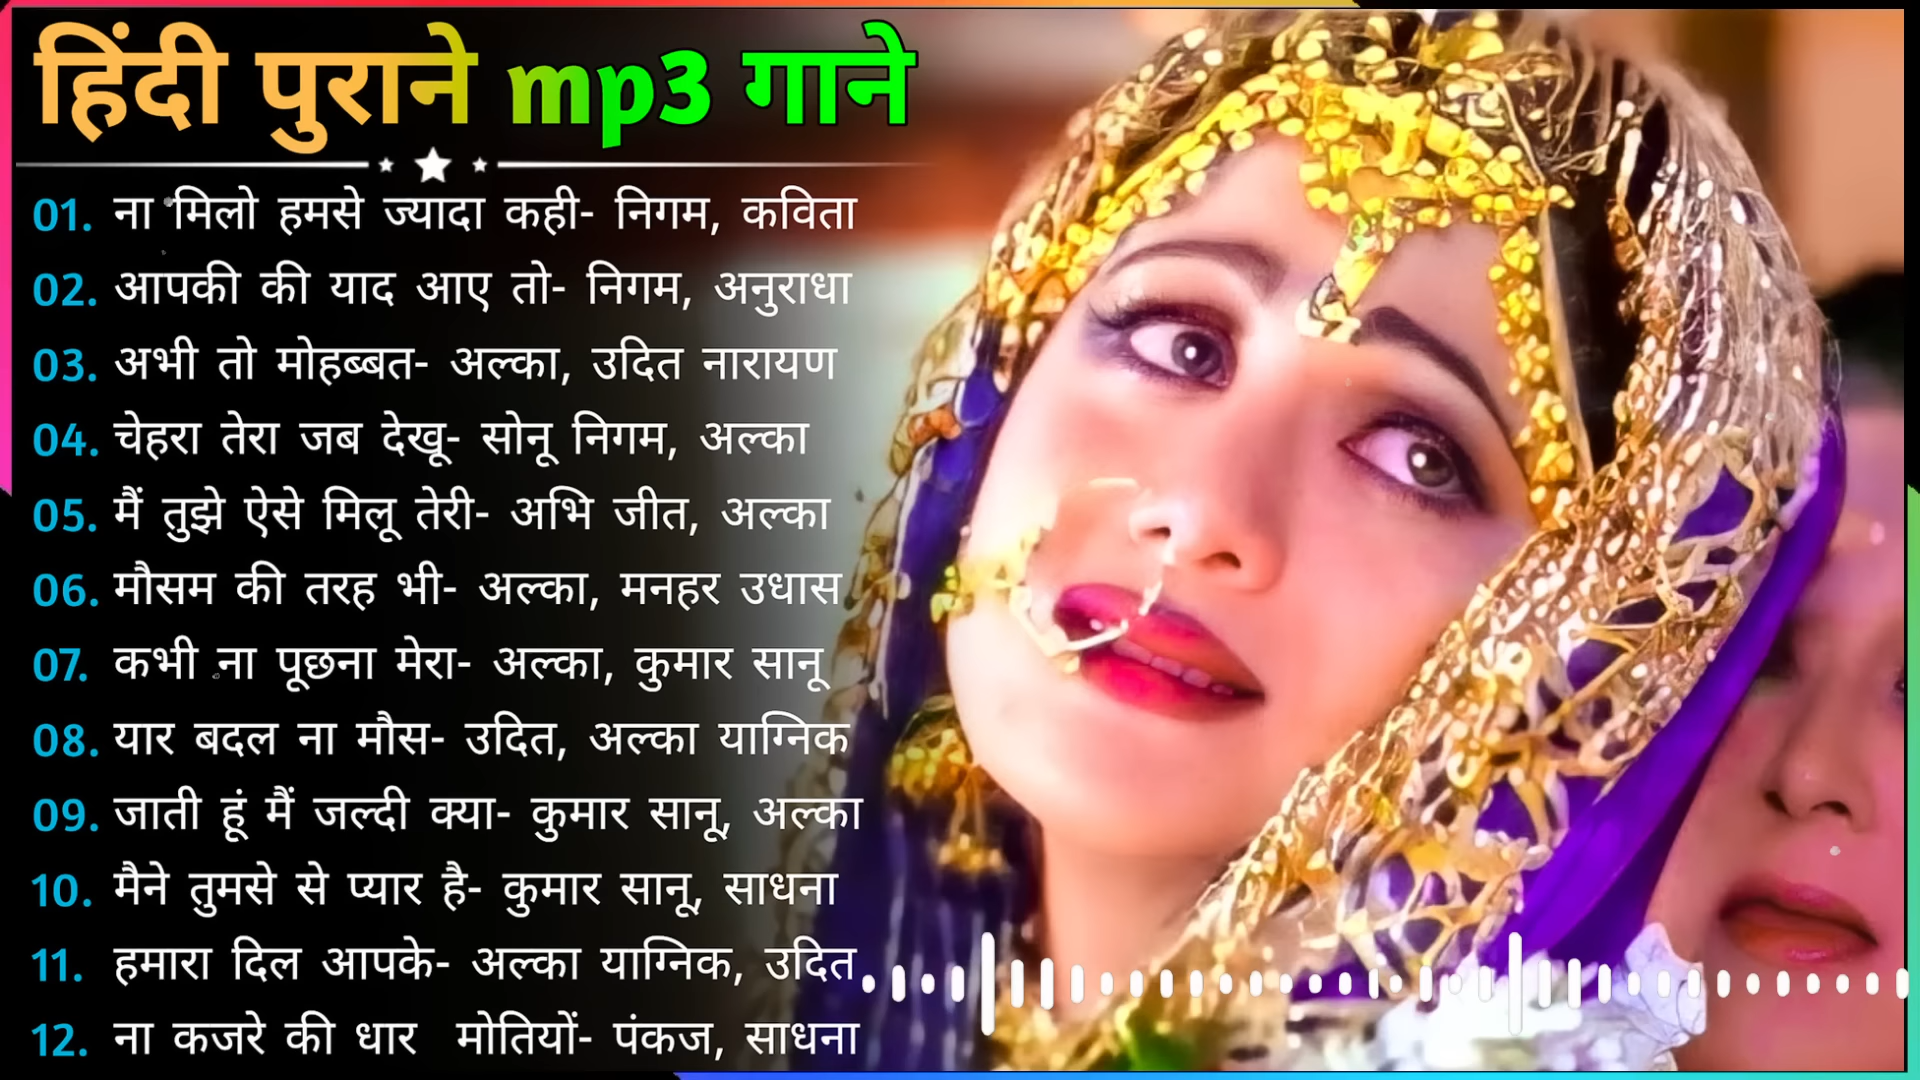 हिंदी पुराने mp3 गाने
01. ना मिलो हमसे ज्यादा कही- निगम, कविता
02. आपकी की याद आए तो- निगम, अनुराधा
03. अभी तो मोहब्बत- अल्का, उदित नारायण
04. चेहरा तेरा जब देखू- सोनू निगम, अल्का
05. मैं तुझे ऐसे मिलू तेरी- अभि जीत, अल्का
06. मौसम की तरह भी- अल्का, मनहर उधास
07. कभी ना पूछना मेरा- अल्का, कुमार सानू
08. यार बदल ना मौस- उदित, अल्का याग्निक
09. जाती हूं मैं जल्दी क्या- कुमार सानू, अल्का
10. मैने तुमसे से प्यार है- कुमार सानू, साधना
11. हमारा दिल आपके- अल्का याग्निक, उदित
12. ना कजरे की धार मोतियों- पंकज, साधना